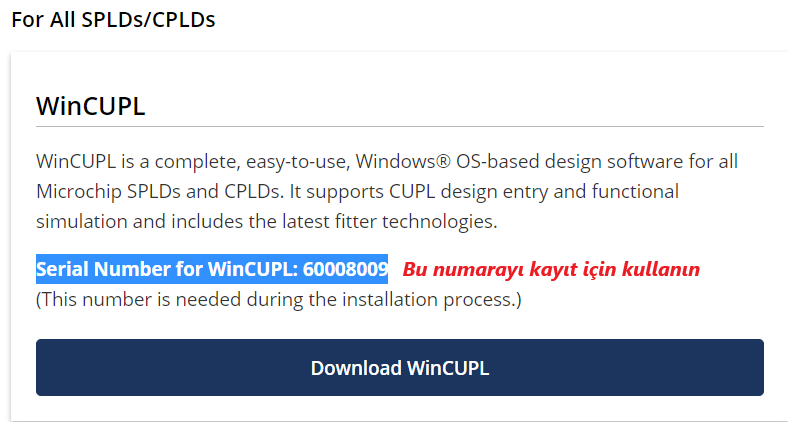 For All SPLDs/CPLDs
WinCUPL
WinCUPL is a complete, easy-to-use, Windows® OS-based design software for all
Microchip SPLDs and CPLDs. It supports CUPL design entry and functional
simulation and includes the latest fitter technologies.
Serial Number for WinCUPL: 60008009 Bu numarayı kayıt için kullanın
(This number is needed during the installation process.)
Download WinCUPL